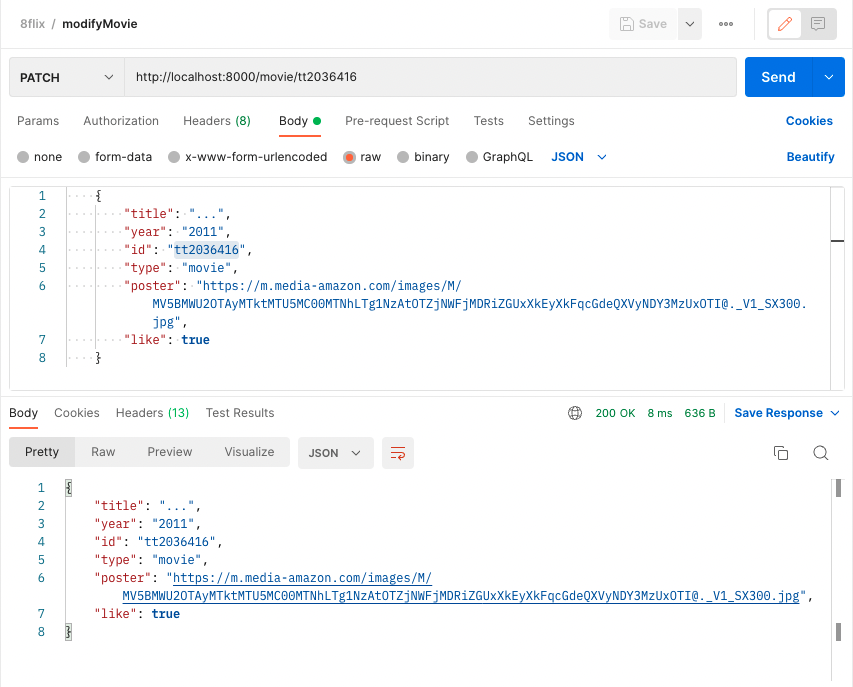 8flix / modifyMovie
Save
PATCH
http://localhost:8000/movie/tt2036416
Send
Params Authorization Headers (8) Body Pre-request Script Tests Settings Cookies
none form-data x-www-form-urlencoded raw binary GraphQL JSON Beautify
1 {
2 "title": "...",
3 "year": "2011",
4 "id": "tt2036416",
5 "type": "movie",
6 "poster": "https://m.media-amazon.com/images/M/
MV5BMWU2OTAyMTktMTU5MC00MTNhLTg1NzAtOTZjNWFjMDRiZGUxXkEyXkFqcGdeQXVyNDY3MzUxOTI@._V1_SX300.
jpg",
7 "like": true
8 }
Body Cookies Headers (13) Test Results 200 OK 8 ms 636 B Save Response
Pretty Raw Preview Visualize JSON
1 {
2 "title": "...",
3 "year": "2011",
4 "id": "tt2036416",
5 "type": "movie",
6 "poster": "https://m.media-amazon.com/images/M/
MV5BMWU2OTAyMTktMTU5MC00MTNhLTg1NzAtOTZjNWFjMDRiZGUxXkEyXkFqcGdeQXVyNDY3MzUxOTI@._V1_SX300.jpg",
7 "like": true
8 }